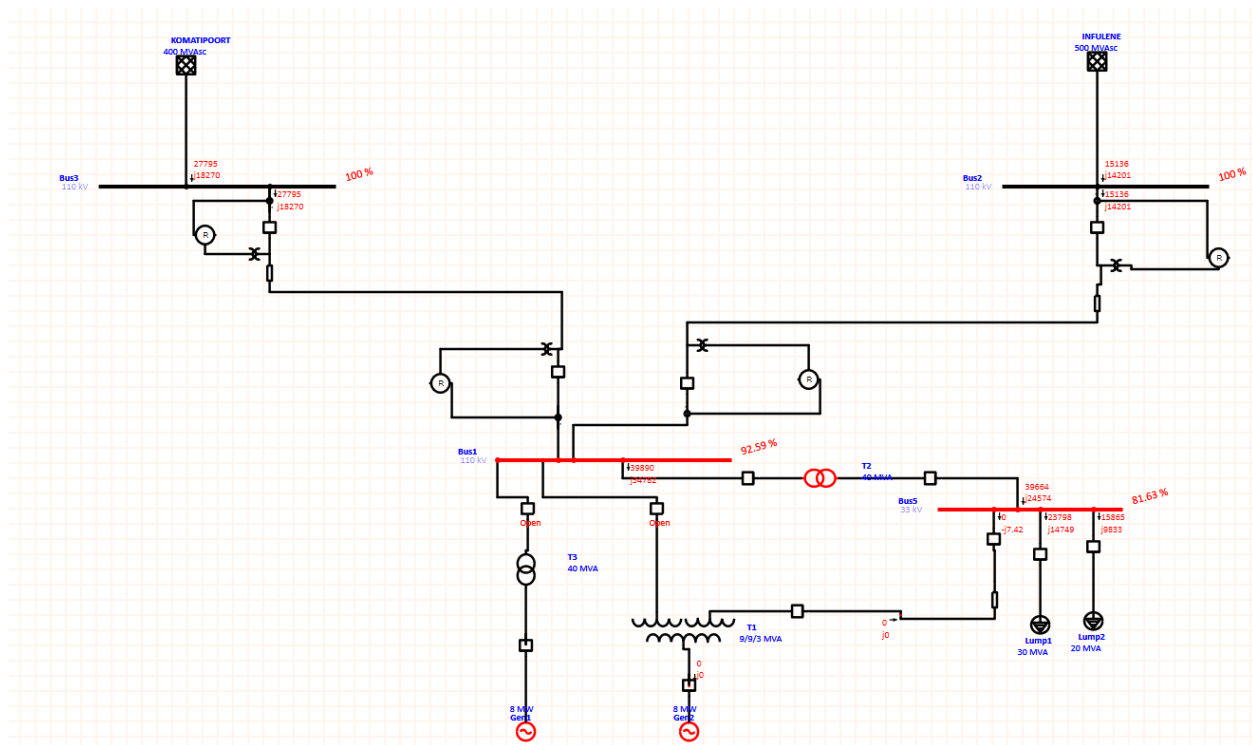 KOMATIPOORT
400 MVAsc
INFULENE
500 MVAsc
27795
j18270
Bus3
110 kV
100 %
27795
j18270
R
15136
j14201
Bus2
110 kV
100 %
15136
j14201
R
R
R
Bus1
110 kV
92.59 %
39890
j34782
T2
40 MVA
39664
j24574
Bus5
33 kV
81.63 %
0
-j7.42
23798
j14749
15865
j9833
Open
Open
T3
40 MVA
T1
9/9/3 MVA
0
j0
Lump1
30 MVA
Lump2
20 MVA
0
j0
8 MW
Gen1
8 MW
Gen2